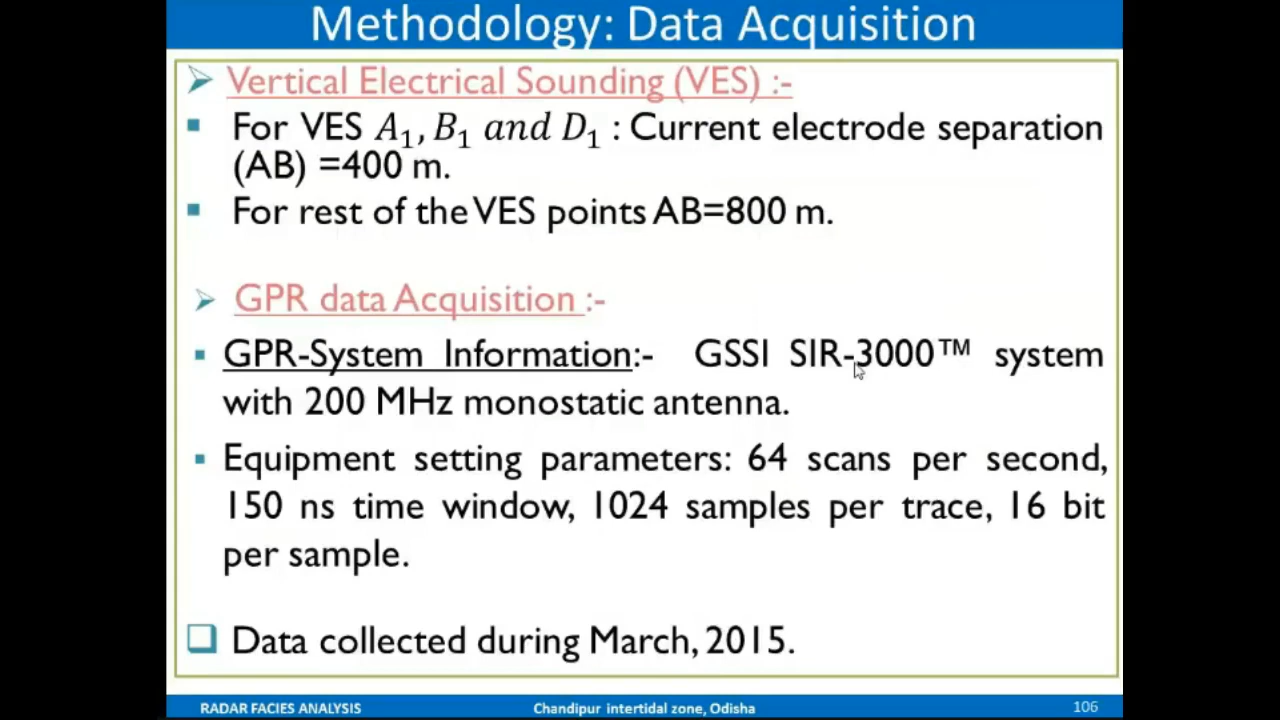 Methodology: Data Acquisition
Vertical Electrical Sounding (VES) :-
For VES A₁, B₁ and D₁ : Current electrode separation
(AB) =400 m.
For rest of the VES points AB=800 m.
GPR data Acquisition :-
GPR-System Information:- GSSI SIR-3000™ system
with 200 MHz monostatic antenna.
Equipment setting parameters: 64 scans per second,
150 ns time window, 1024 samples per trace, 16 bit
per sample.
Data collected during March, 2015.
RADAR FACIES ANALYSIS Chandipur intertidal zone, Odisha 106